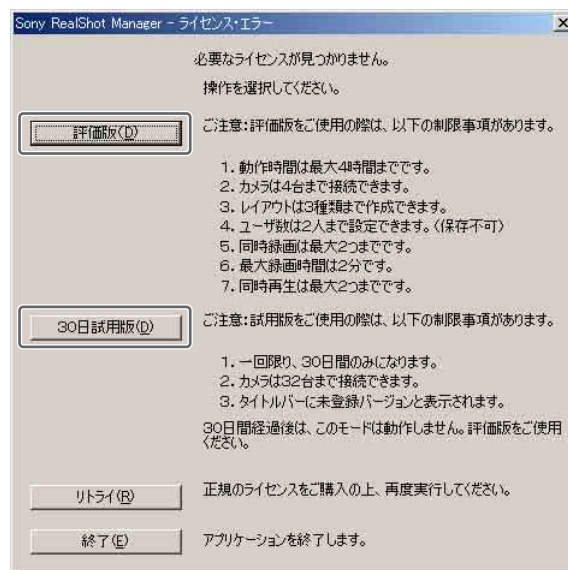 Sony RealShot Manager - ライセンス・エラー
必要なライセンスが見つかりません。
操作を選択してください。
評価版(D)
ご注意:評価版をご使用の際は、以下の制限事項があります。
1. 動作時間は最大4時間までです。
2. カメラは4台まで接続できます。
3. レイアウトは3種類まで作成できます。
4. ユーザ数は2人まで設定できます。(保存不可)
5. 同時録画は最大2つまでです。
6. 最大録画時間は2分です。
7. 同時再生は最大2つまでです。
30日試用版(D)
ご注意:試用版をご使用の際は、以下の制限事項があります。
1. 一回限り、30日間のみになります。
2. カメラは32台まで接続できます。
3. タイトルバーに未登録バージョンと表示されます。
30日間経過後は、このモードは動作しません。評価版をご使用
ください。
リトライ(R)
正規のライセンスをご購入の上、再度実行してください。
終了(E)
アプリケーションを終了します。